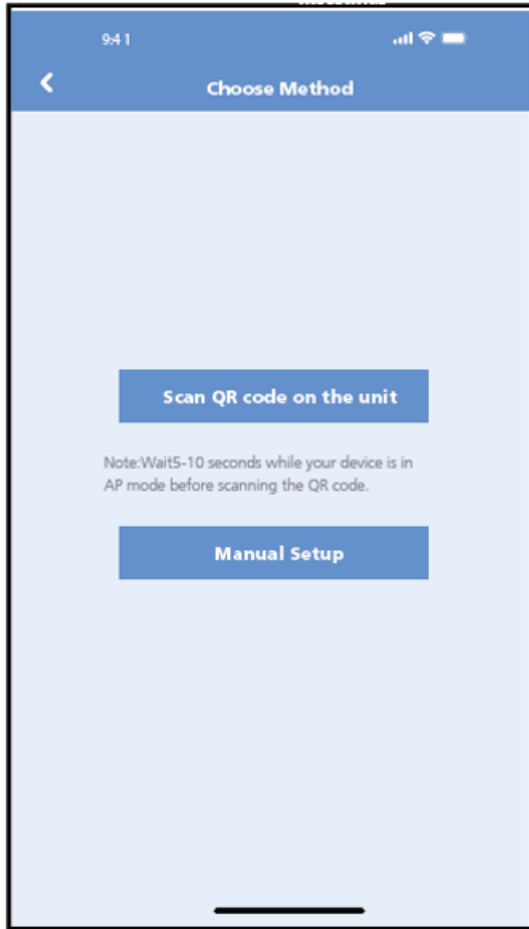 9:41
Choose Method
Scan QR code on the unit
Note:Wait5-10 seconds while your device is in
AP mode before scanning the QR code.
Manual Setup